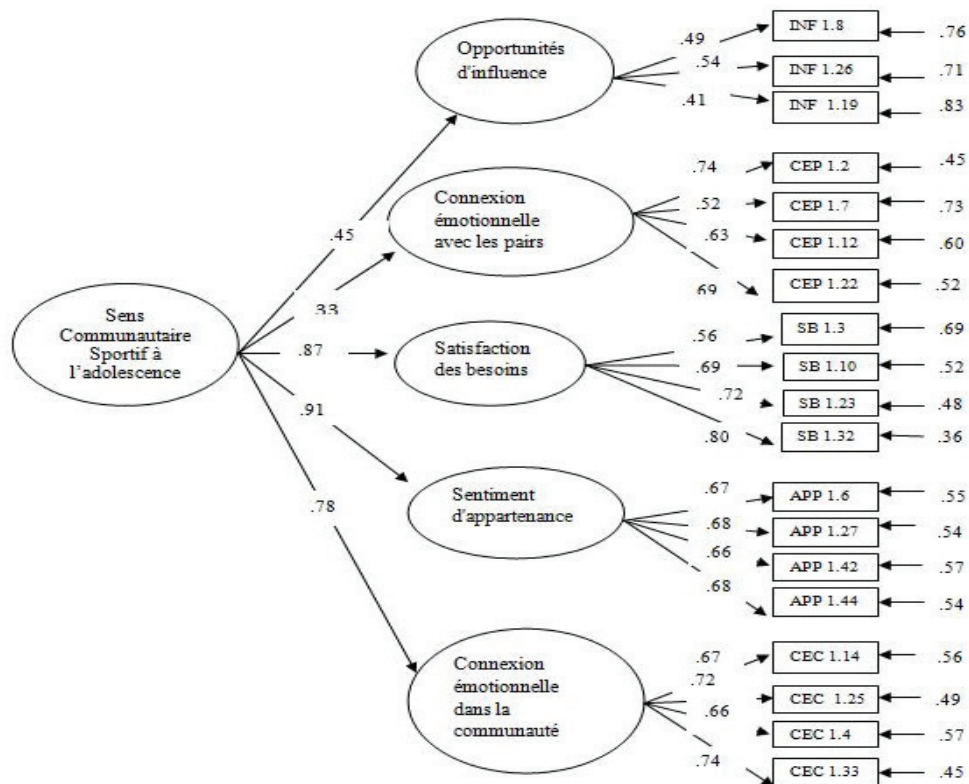 Opportunités
d'influence
.49
.54
.41
INF 1.8
INF 1.26
INF 1.19
.76
.71
.83
.45
Connexion
émotionnelle
avec les pairs
.74
.52
.63
.69
CEP 1.2
CEP 1.7
CEP 1.12
CEP 1.22
.45
.73
.60
.52
.33
Sens
Communautaire
Sportif à
l'adolescence
.87
Satisfaction
des besoins
.56
.69
.72
.80
SB 1.3
SB 1.10
SB 1.23
SB 1.32
.69
.52
.48
.36
.91
Sentiment
d'appartenance
.67
.68
.66
.68
APP 1.6
APP 1.27
APP 1.42
APP 1.44
.55
.54
.57
.54
.78
Connexion
émotionnelle
dans la
communauté
.67
.72
.66
.74
CEC 1.14
CEC 1.25
CEC 1.4
CEC 1.33
.56
.49
.57
.45